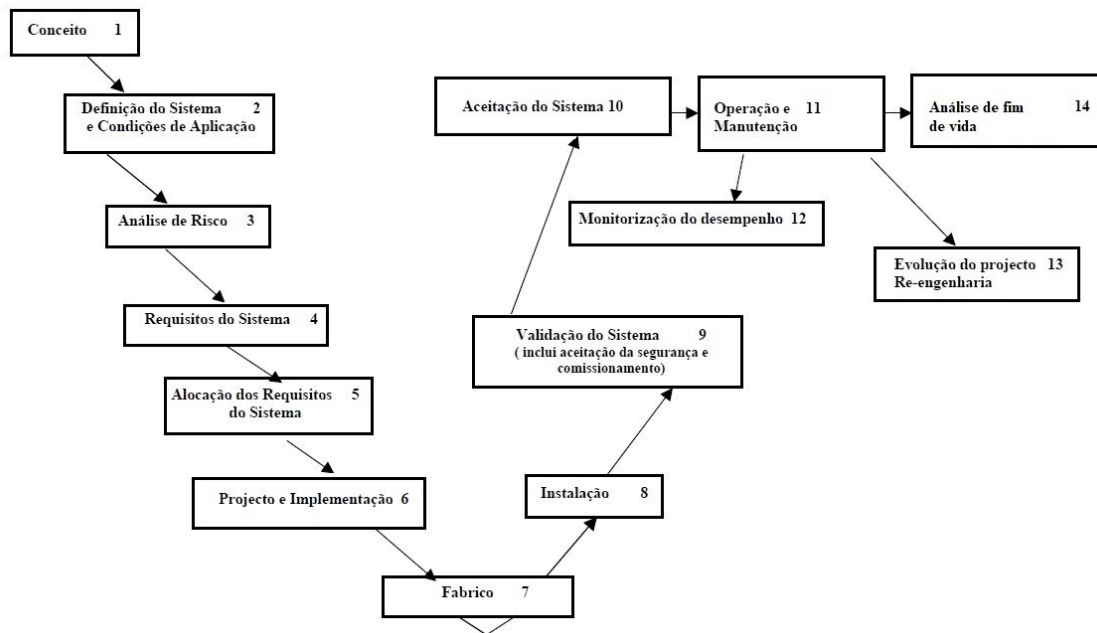 Conceito 1
Definição do Sistema 2
e Condições de Aplicação
Análise de Risco 3
Requisitos do Sistema 4
Alocação dos Requisitos 5
do Sistema
Projecto e Implementação 6
Fabrico 7
Instalação 8
Validação do Sistema 9
( inclui aceitação da segurança e
comissionamento)
Aceitação do Sistema 10
Operação e 11
Manutenção
Monitorização do desempenho 12
Evolução do projecto 13
Re-engenharia
Análise de fim 14
de vida